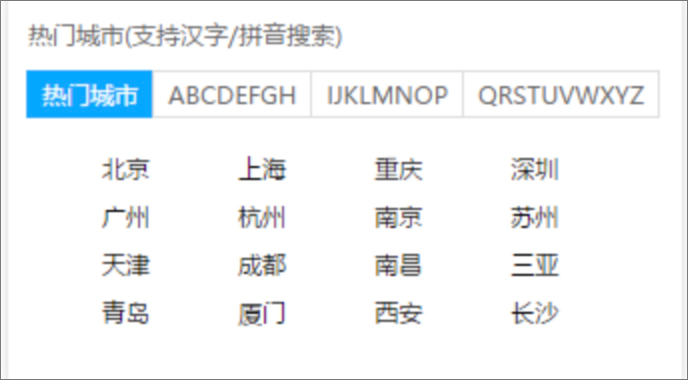 热门城市(支持汉字/拼音搜索)
热门城市 ABCDEFGH IJKLMNOP QRSTUVWXYZ
北京 上海 重庆 深圳
广州 杭州 南京 苏州
天津 成都 南昌 三亚
青岛 厦门 西安 长沙